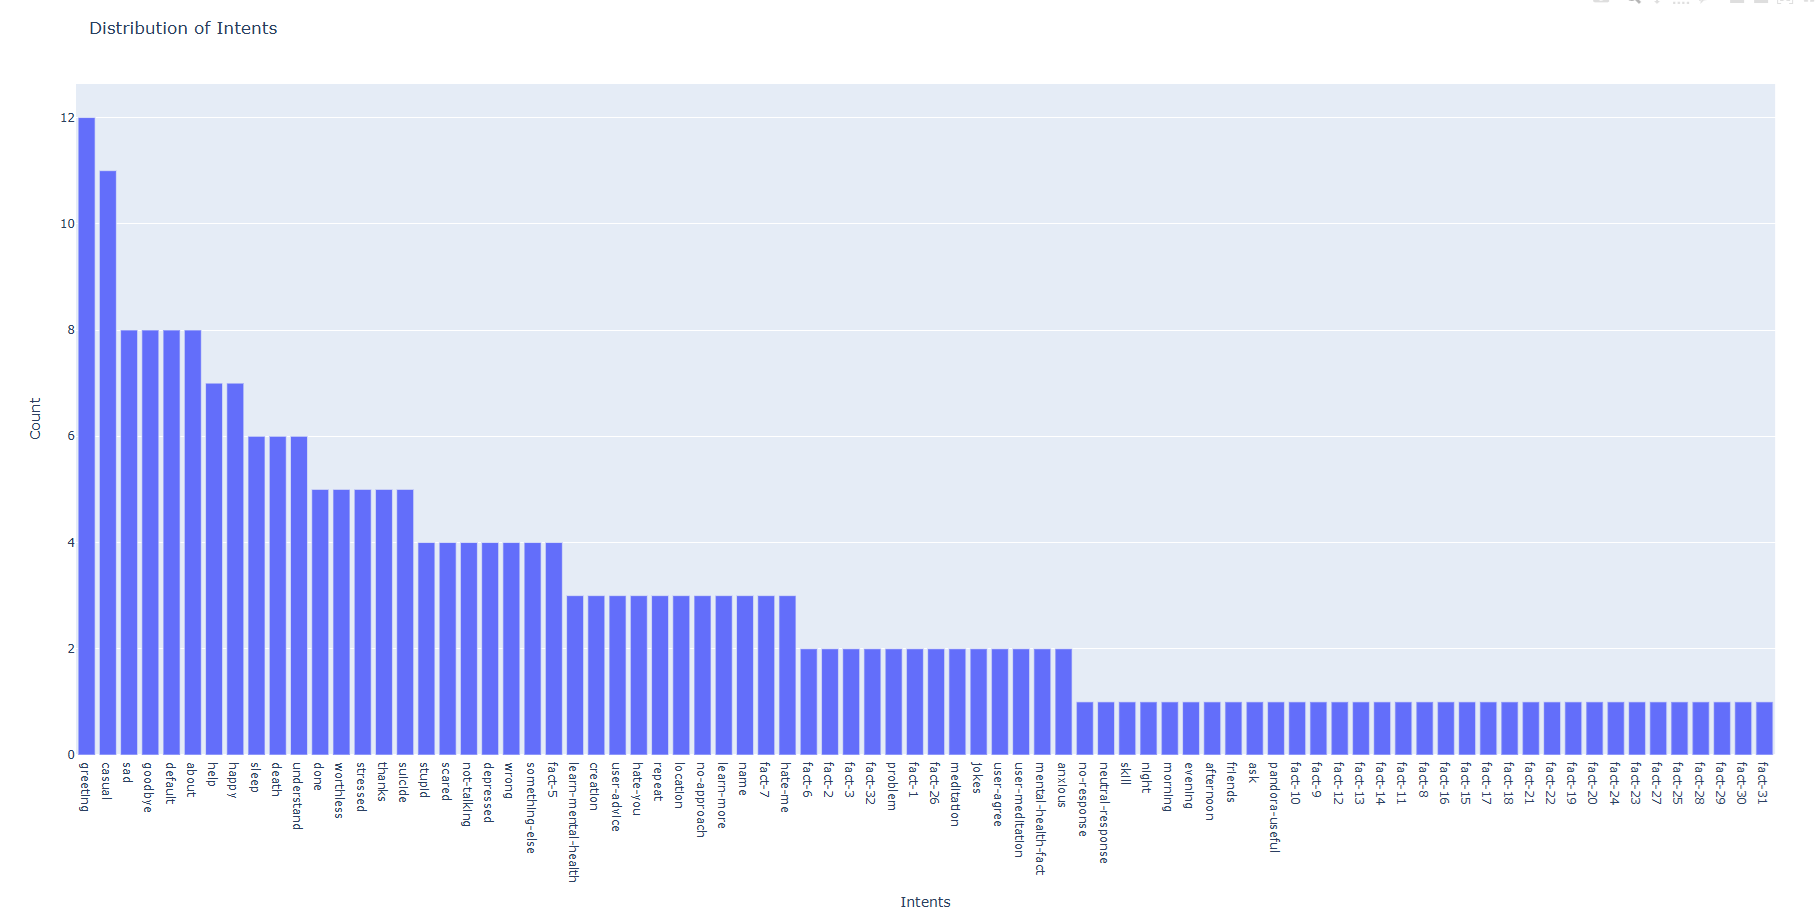 Distribution of Intents
12
10
8
6
4
2
0
Count
greeting
casual
sad
goodbye
default
about
help
happy
sleep
death
understand
done
worthless
stressed
thanks
suicide
stupid
scared
not-talking
depressed
wrong
something-else
fact-5
learn-mental-health
creation
user-advice
hate-you
repeat
location
no-approach
learn-more
name
fact-7
hate-me
fact-6
fact-2
fact-3
fact-32
problem
fact-1
fact-26
meditation
jokes
user-agree
user-meditation
mental-health-fact
anxious
no-response
neutral-response
skill
night
morning
evening
afternoon
friends
ask
pandora-useful
fact-10
fact-9
fact-12
fact-13
fact-14
fact-11
fact-8
fact-16
fact-15
fact-17
fact-18
fact-21
fact-22
fact-19
fact-20
fact-24
fact-23
fact-27
fact-25
fact-28
fact-29
fact-30
fact-31
Intents